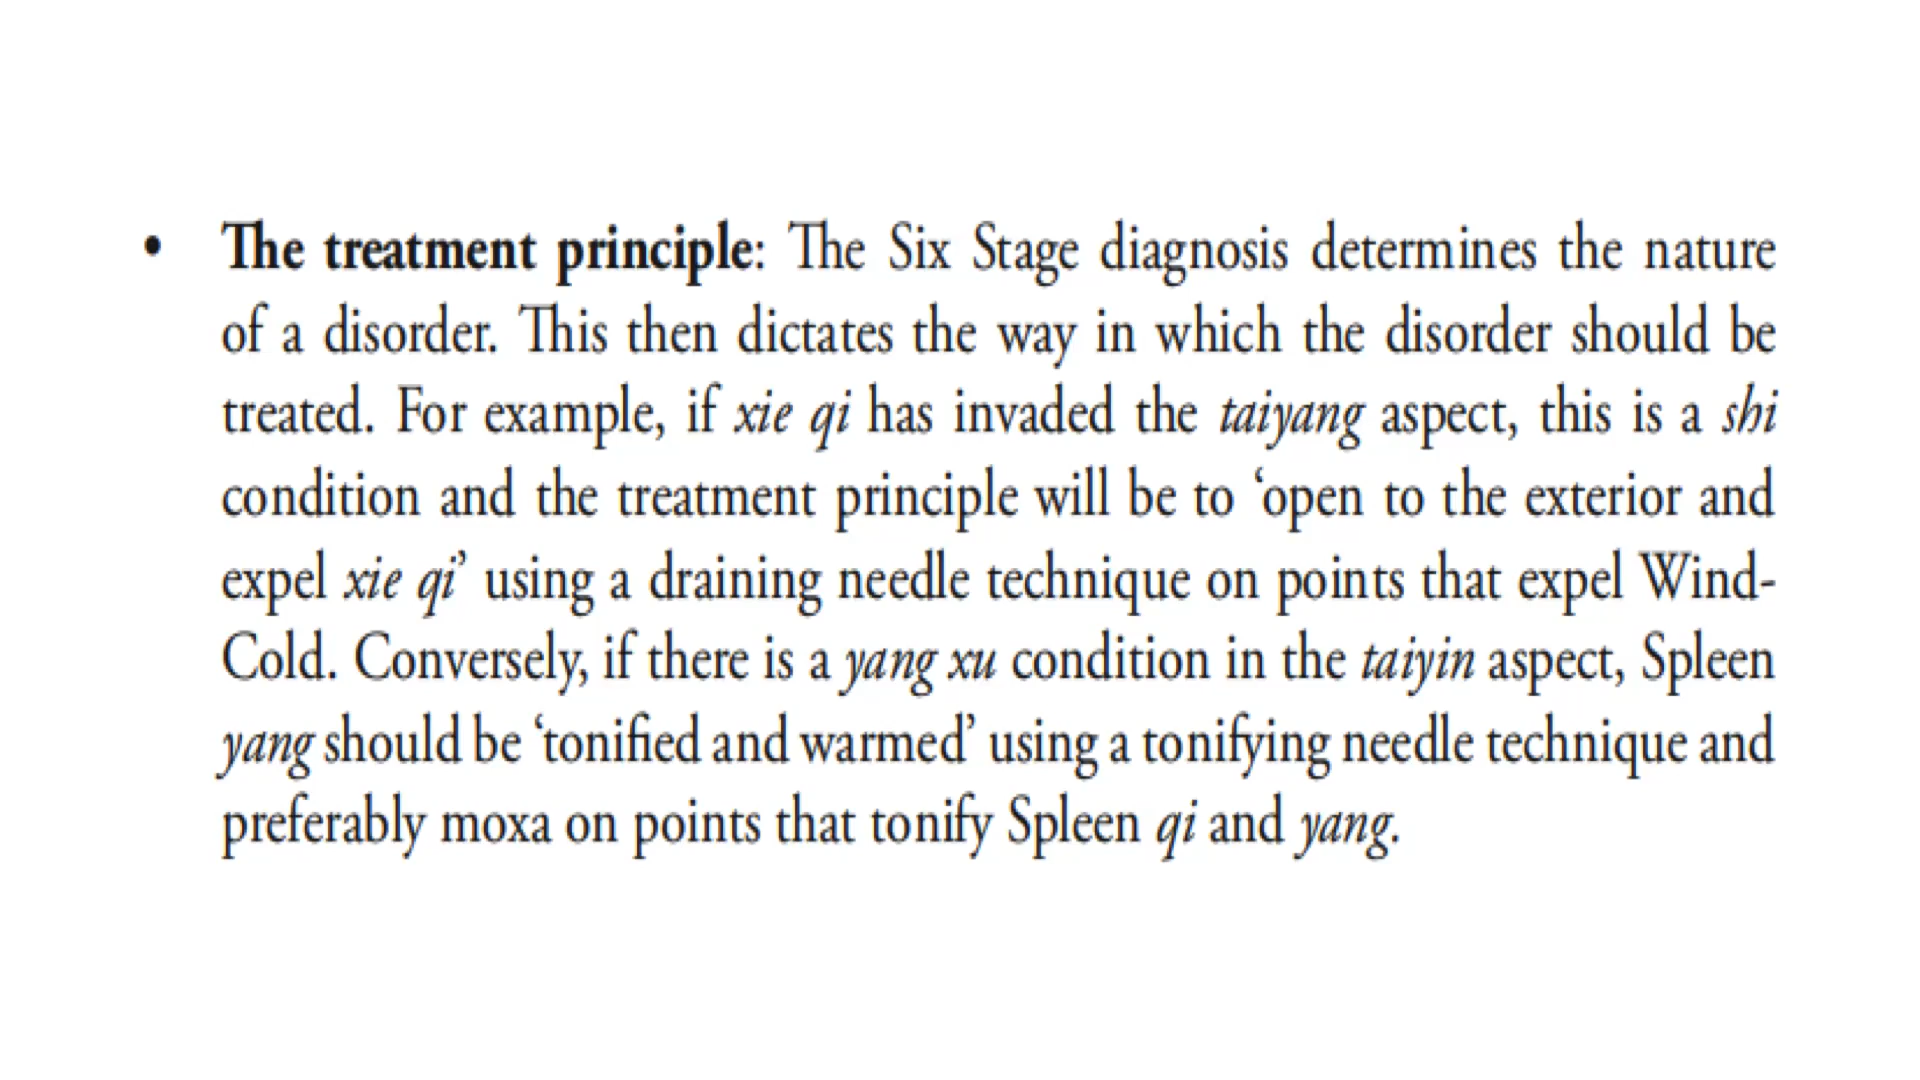 • The treatment principle: The Six Stage diagnosis determines the nature
of a disorder. This then dictates the way in which the disorder should be
treated. For example, if xie qi has invaded the taiyang aspect, this is a shi
condition and the treatment principle will be to ‘open to the exterior and
expel xie qi’ using a draining needle technique on points that expel Wind-
Cold. Conversely, if there is a yang xu condition in the taiyin aspect, Spleen
yang should be ‘tonified and warmed’ using a tonifying needle technique and
preferably moxa on points that tonify Spleen qi and yang.